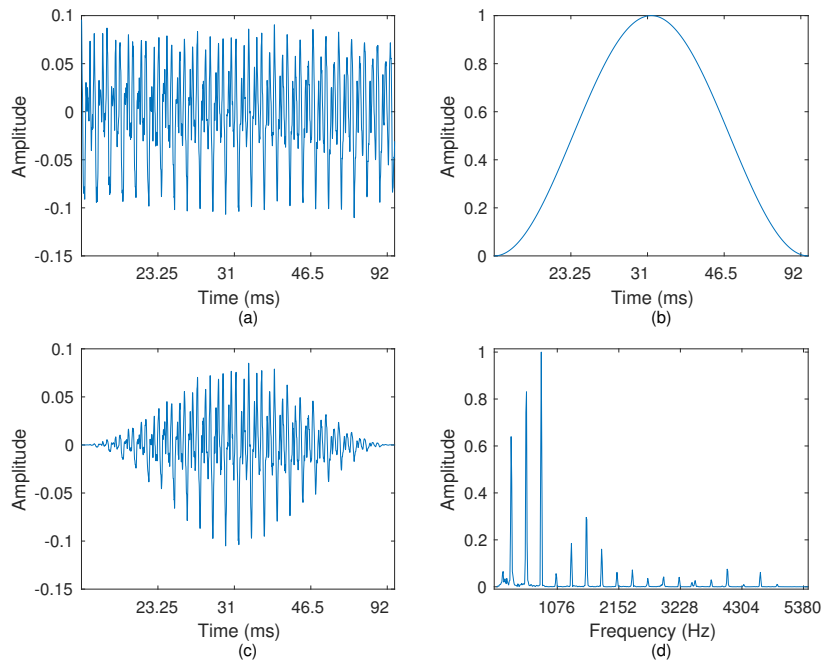 0.1
0.05
0
-0.05
-0.1
-0.15
Amplitude
23.25 31 46.5 92
Time (ms)
(a)
1
0.8
0.6
0.4
0.2
0
Amplitude
23.25 31 46.5 92
Time (ms)
(b)
0.1
0.05
0
-0.05
-0.1
-0.15
Amplitude
23.25 31 46.5 92
Time (ms)
(c)
1
0.8
0.6
0.4
0.2
0
Amplitude
1076 2152 3228 4304 5380
Frequency (Hz)
(d)